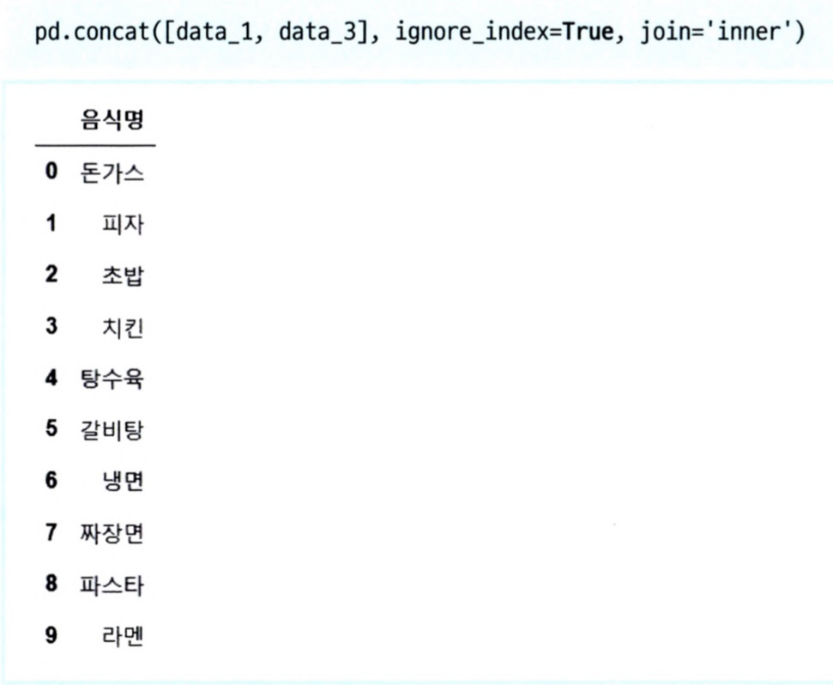 pd.concat([data_1, data_3], ignore_index=True, join='inner')
음식명
0 돈가스
1 피자
2 초밥
3 치킨
4 탕수육
5 갈비탕
6 냉면
7 짜장면
8 파스타
9 라멘